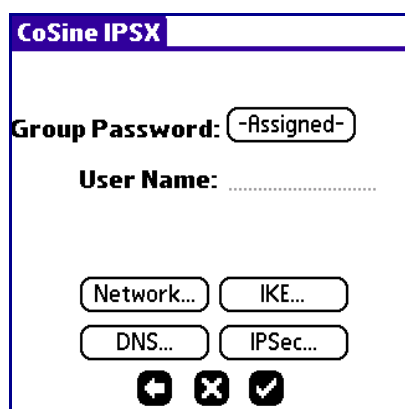 CoSine IPSX
Group Password: -Assigned-
User Name:
Network... IKE...
DNS... IPSec...